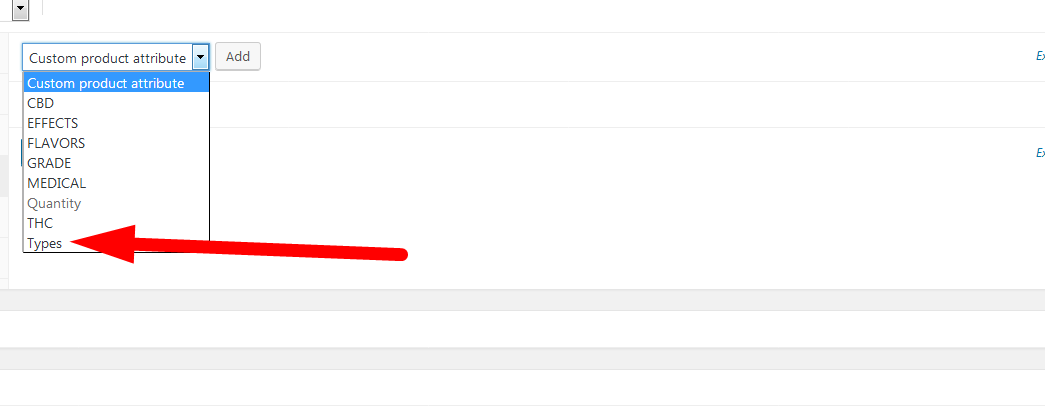 Custom product attribute
Add
Ex
Custom product attribute
CBD
EFFECTS
FLAVORS
GRADE
MEDICAL
Quantity
THC
Types
Ex